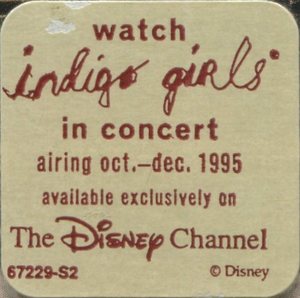 watch
indigo girls
in concert
airing oct.–dec. 1995
available exclusively on
The Disney Channel
67229-S2 © Disney